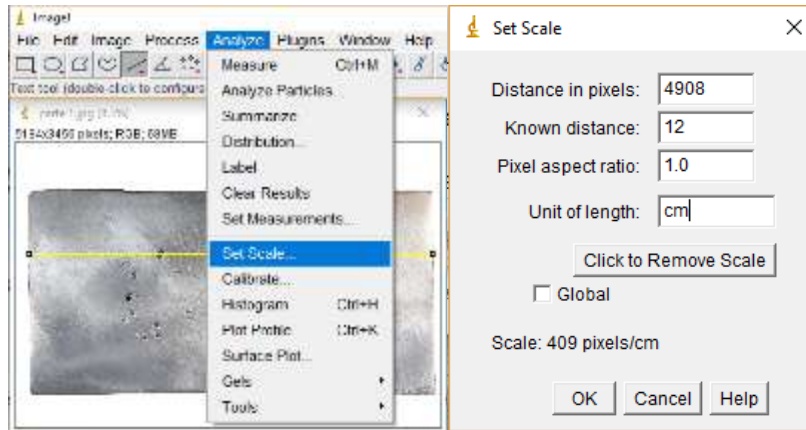 ImageJ
File Edit Image Process Analyze Plugins Window Help
Text tool (double-click to configura
5184x3456 pixels; RGB; 68MB
Measure Ctrl+M
Analyze Particles...
Summarize
Distribution...
Label
Clear Results
Set Measurements...
Set Scale...
Calibrate...
Histogram Ctrl+H
Plot Profile Ctrl+K
Surface Plot...
Gels
Tools
Set Scale
Distance in pixels: 4908
Known distance: 12
Pixel aspect ratio: 1.0
Unit of length: cm
Click to Remove Scale
Global
Scale: 409 pixels/cm
OK Cancel Help